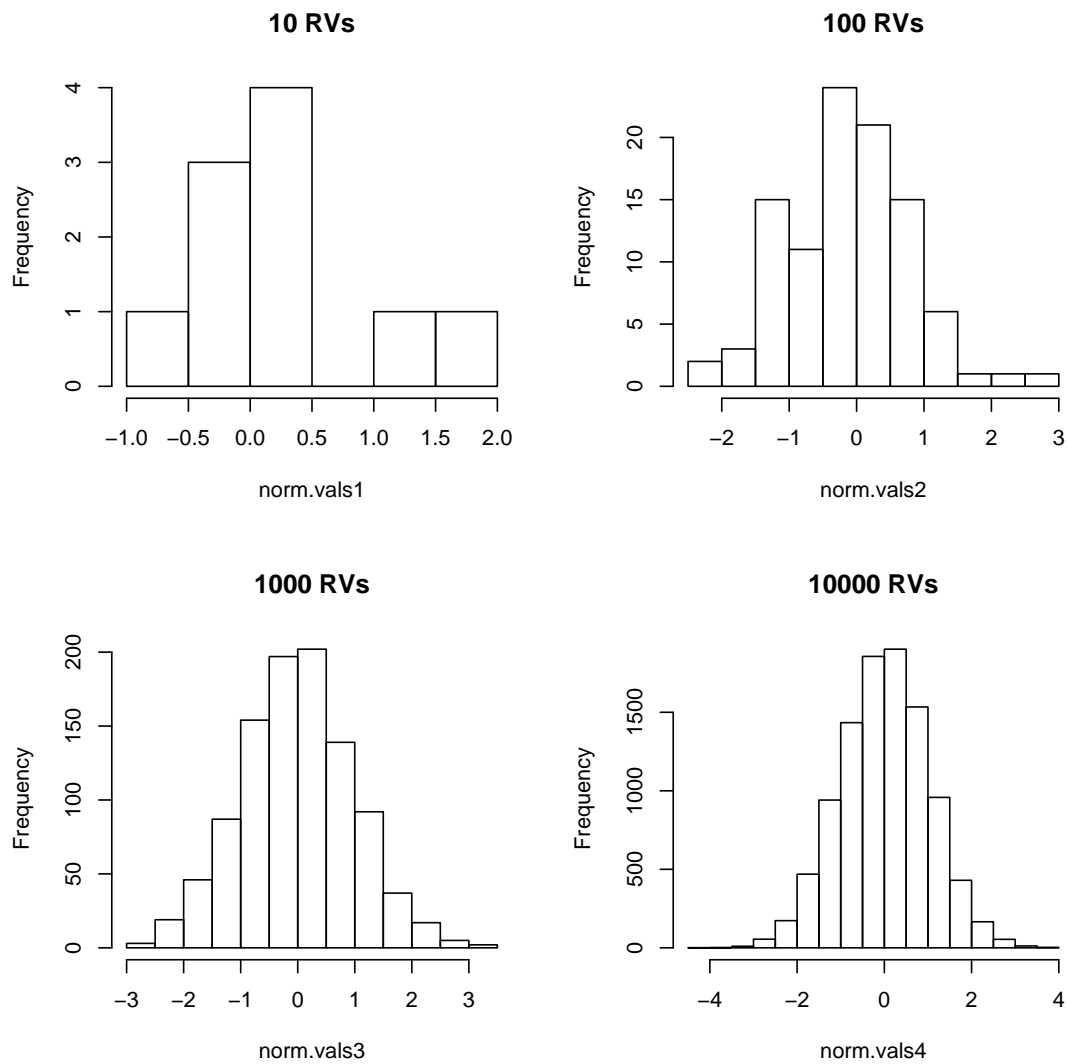 10 RVs
Frequency
0 1 2 3 4
−1.0 −0.5 0.0 0.5 1.0 1.5 2.0
norm.vals1
100 RVs
Frequency
0 5 10 15 20
−2 −1 0 1 2 3
norm.vals2
1000 RVs
Frequency
0 50 100 150 200
−3 −2 −1 0 1 2 3
norm.vals3
10000 RVs
Frequency
0 500 1000 1500
−4 −2 0 2 4
norm.vals4